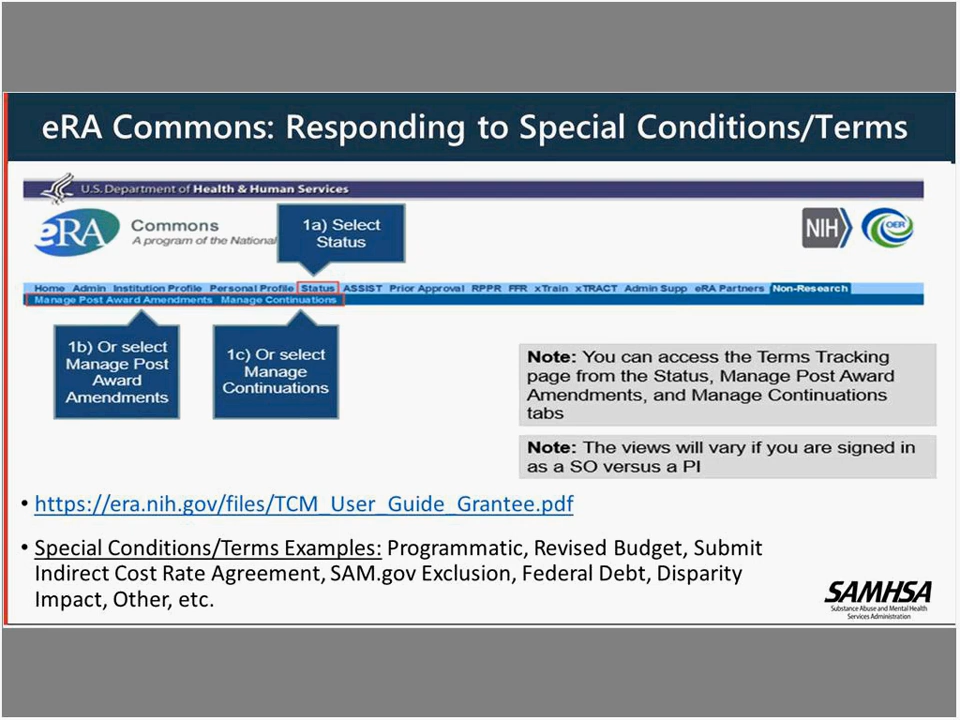 eRA Commons: Responding to Special Conditions/Terms
U.S. Department of Health & Human Services
eRA
Commons
A program of the National
1a) Select
Status
NIH
OER
Home Admin Institution Profile Personal Profile Status ASSIST Prior Approval RPPR FFR xTrain xTRACT Admin Supp eRA Partners Non-Research
Manage Post Award Amendments Manage Continuations
1b) Or select
Manage Post
Award
Amendments
1c) Or select
Manage
Continuations
Note: You can access the Terms Tracking
page from the Status, Manage Post Award
Amendments, and Manage Continuations
tabs
Note: The views will vary if you are signed in
as a SO versus a PI
• https://era.nih.gov/files/TCM_User_Guide_Grantee.pdf
• Special Conditions/Terms Examples: Programmatic, Revised Budget, Submit
Indirect Cost Rate Agreement, SAM.gov Exclusion, Federal Debt, Disparity
Impact, Other, etc.
SAMHSA
Substance Abuse and Mental Health
Services Administration